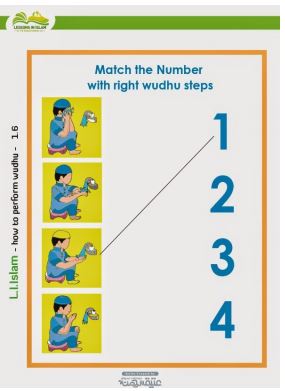 LESSONS IN ISLAM
Match the Number
with right wudhu steps
L.I.Islam - how to perform wudhu - 16
1
2
3
4